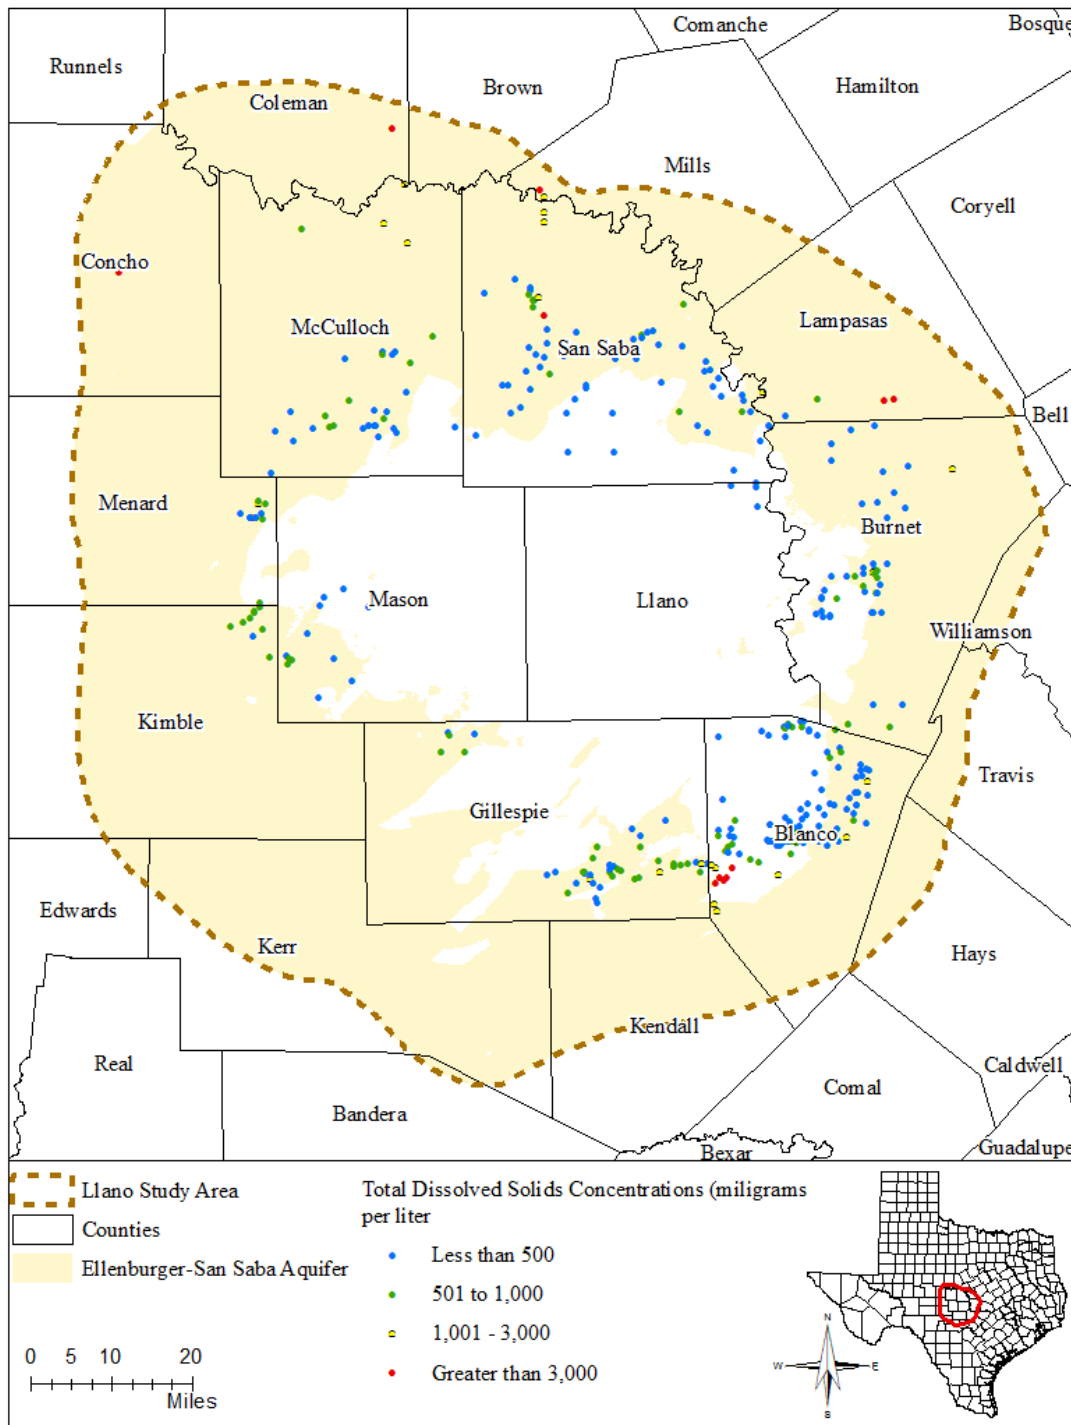 Comanche
Bosque
Runnels
Brown
Hamilton
Coleman
Mills
Coryell
Concho
Lampasas
McCulloch
San Saba
Bell
Menard
Burnet
Mason
Llano
Williamson
Kimble
Travis
Gillespie
Blanco
Edwards
Kerr
Hays
Kendall
Real
Caldwell
Comal
Bandera
Guadalupe
Bexar
Llano Study Area
Counties
Ellenburger-San Saba Aquifer
0 5 10 20
Miles
Total Dissolved Solids Concentrations (miligrams
per liter
Less than 500
501 to 1,000
1,001 - 3,000
Greater than 3,000
N
W E
S